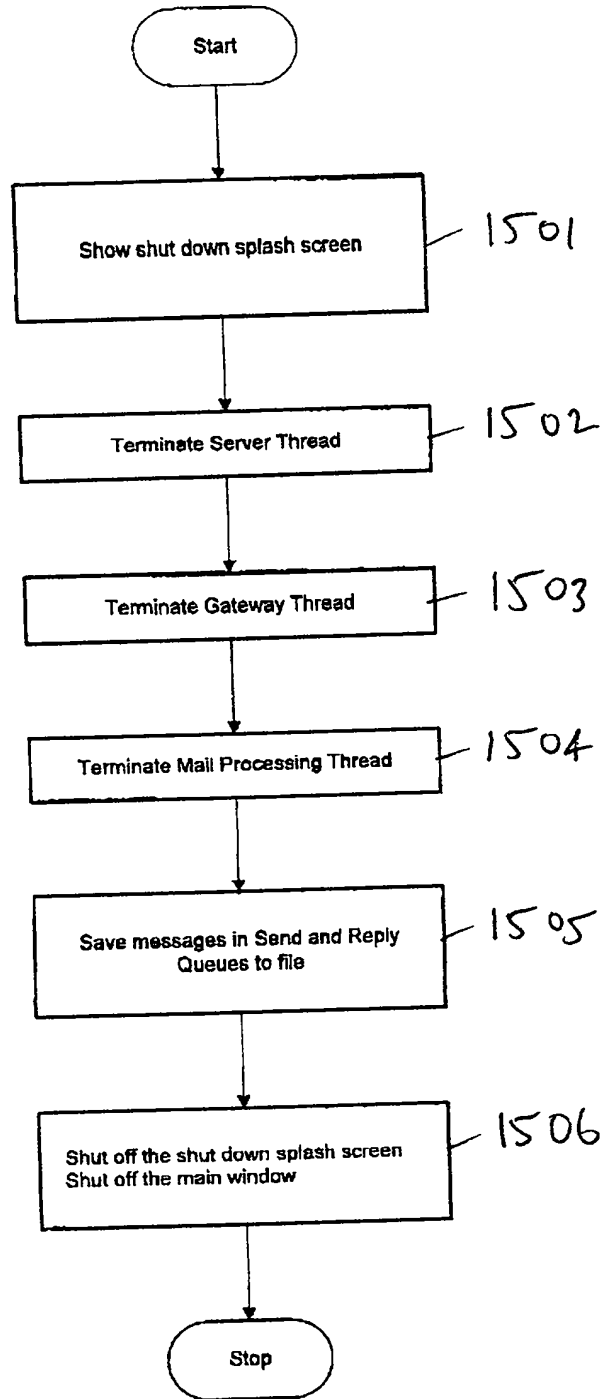 Start
Show shut down splash screen
1501
Terminate Server Thread
1502
Terminate Gateway Thread
1503
Terminate Mail Processing Thread
1504
Save messages in Send and Reply
Queues to file
1505
Shut off the shut down splash screen
Shut off the main window
1506
Stop